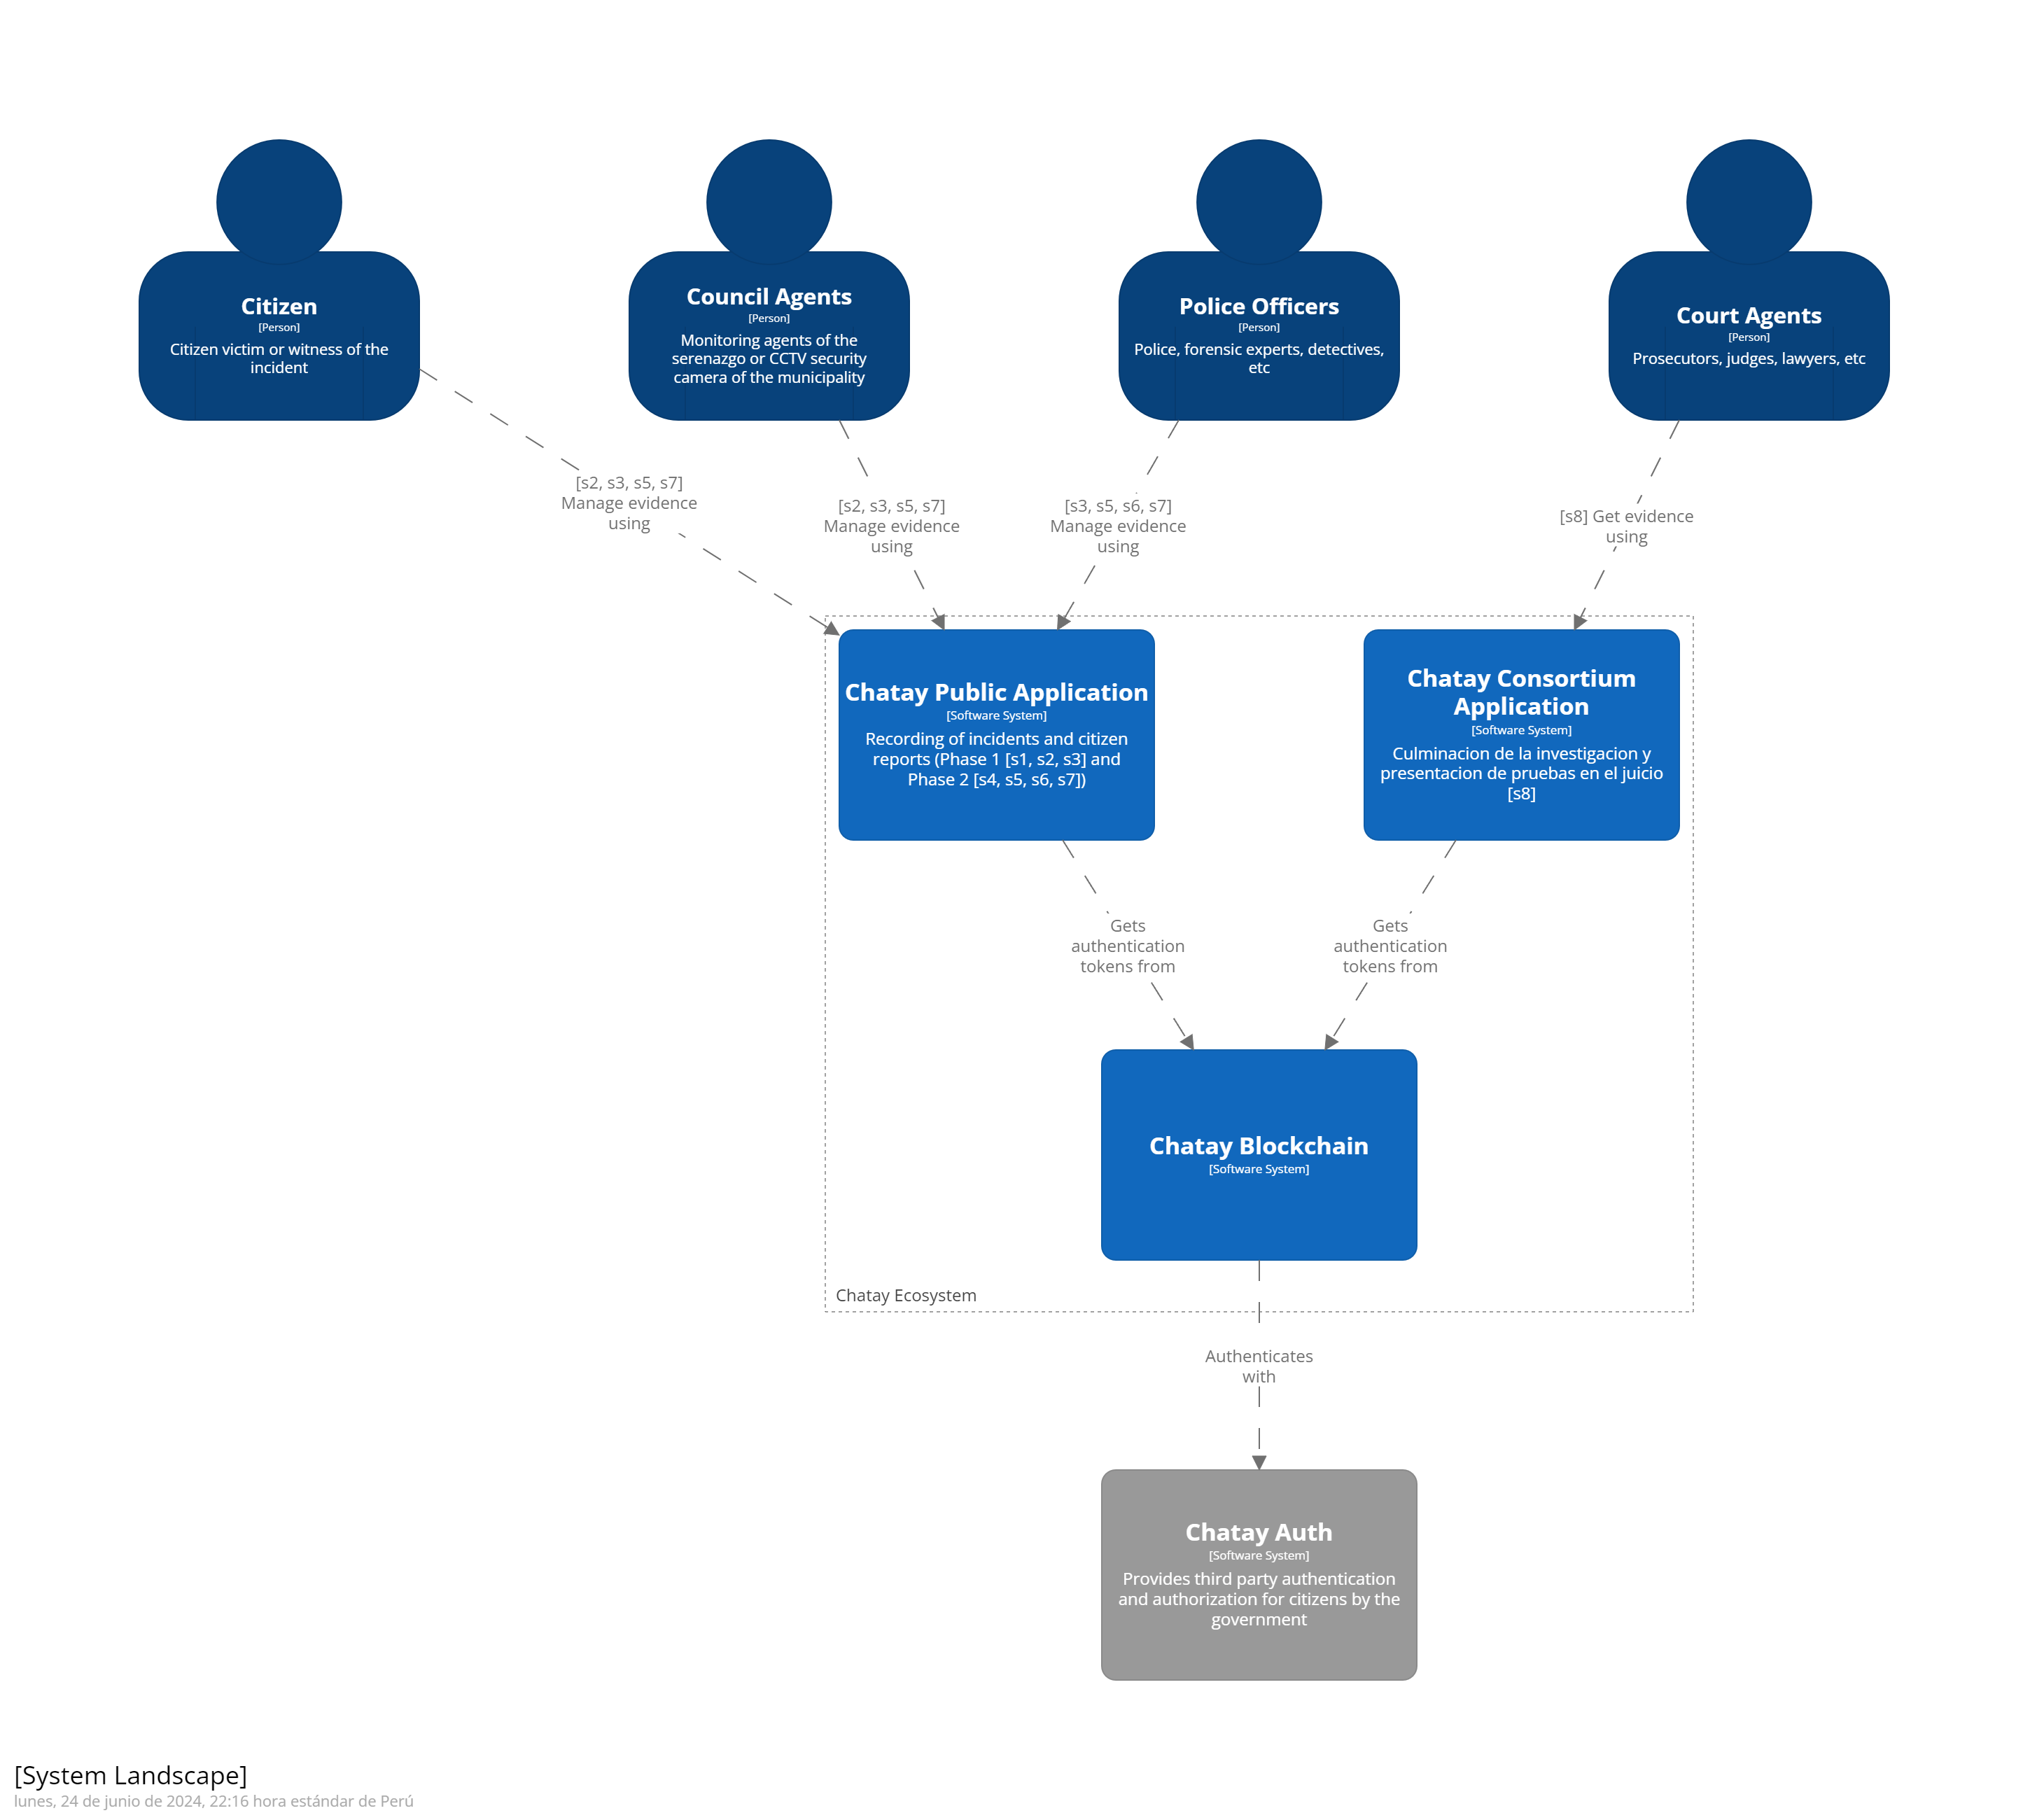 Citizen
[Person]
Citizen victim or witness of the
incident
Council Agents
[Person]
Monitoring agents of the
serenazgo or CCTV security
camera of the municipality
Police Officers
[Person]
Police, forensic experts, detectives,
etc
Court Agents
[Person]
Prosecutors, judges, lawyers, etc
[s2, s3, s5, s7]
Manage evidence
using
[s2, s3, s5, s7]
Manage evidence
using
[s3, s5, s6, s7]
Manage evidence
using
[s8] Get evidence
using
Chatay Public Application
[Software System]
Recording of incidents and citizen
reports (Phase 1 [s1, s2, s3] and
Phase 2 [s4, s5, s6, s7])
Chatay Consortium
Application
[Software System]
Culminacion de la investigacion y
presentacion de pruebas en el juicio
[s8]
Gets
authentication
tokens from
Gets
authentication
tokens from
Chatay Blockchain
[Software System]
Chatay Ecosystem
Authenticates
with
Chatay Auth
[Software System]
Provides third party authentication
and authorization for citizens by the
government
[System Landscape]
lunes, 24 de junio de 2024, 22:16 hora estándar de Perú